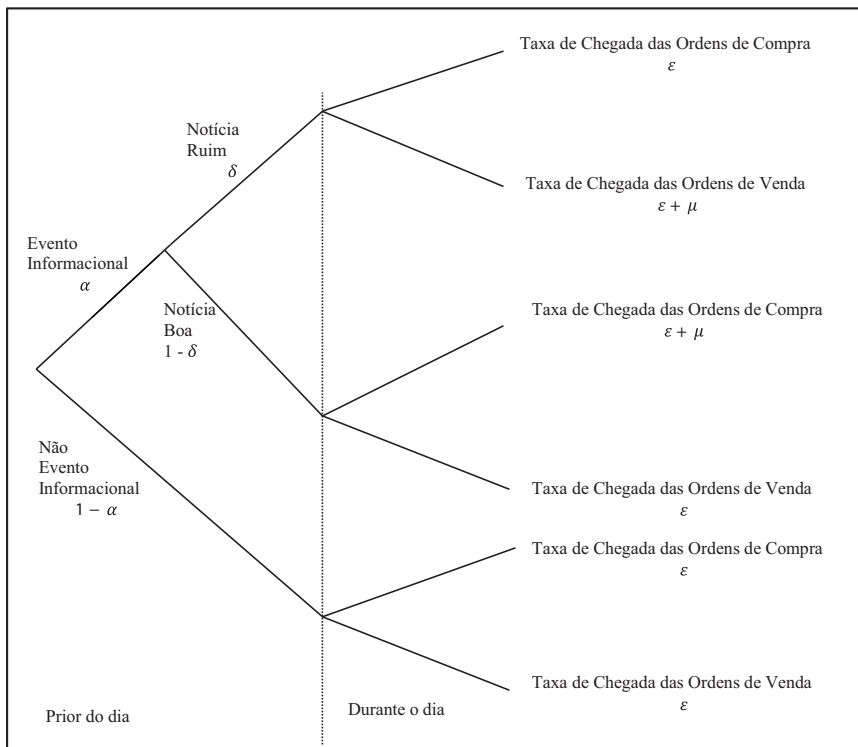 Taxa de Chegada das Ordens de Compra
ε
Notícia
Ruim
δ
Taxa de Chegada das Ordens de Venda
ε + μ
Evento
Informacional
α
Notícia
Boa
1 - δ
Taxa de Chegada das Ordens de Compra
ε + μ
Não
Evento
Informacional
1 − α
Taxa de Chegada das Ordens de Venda
ε
Taxa de Chegada das Ordens de Compra
ε
Taxa de Chegada das Ordens de Venda
ε
Prior do dia
Durante o dia